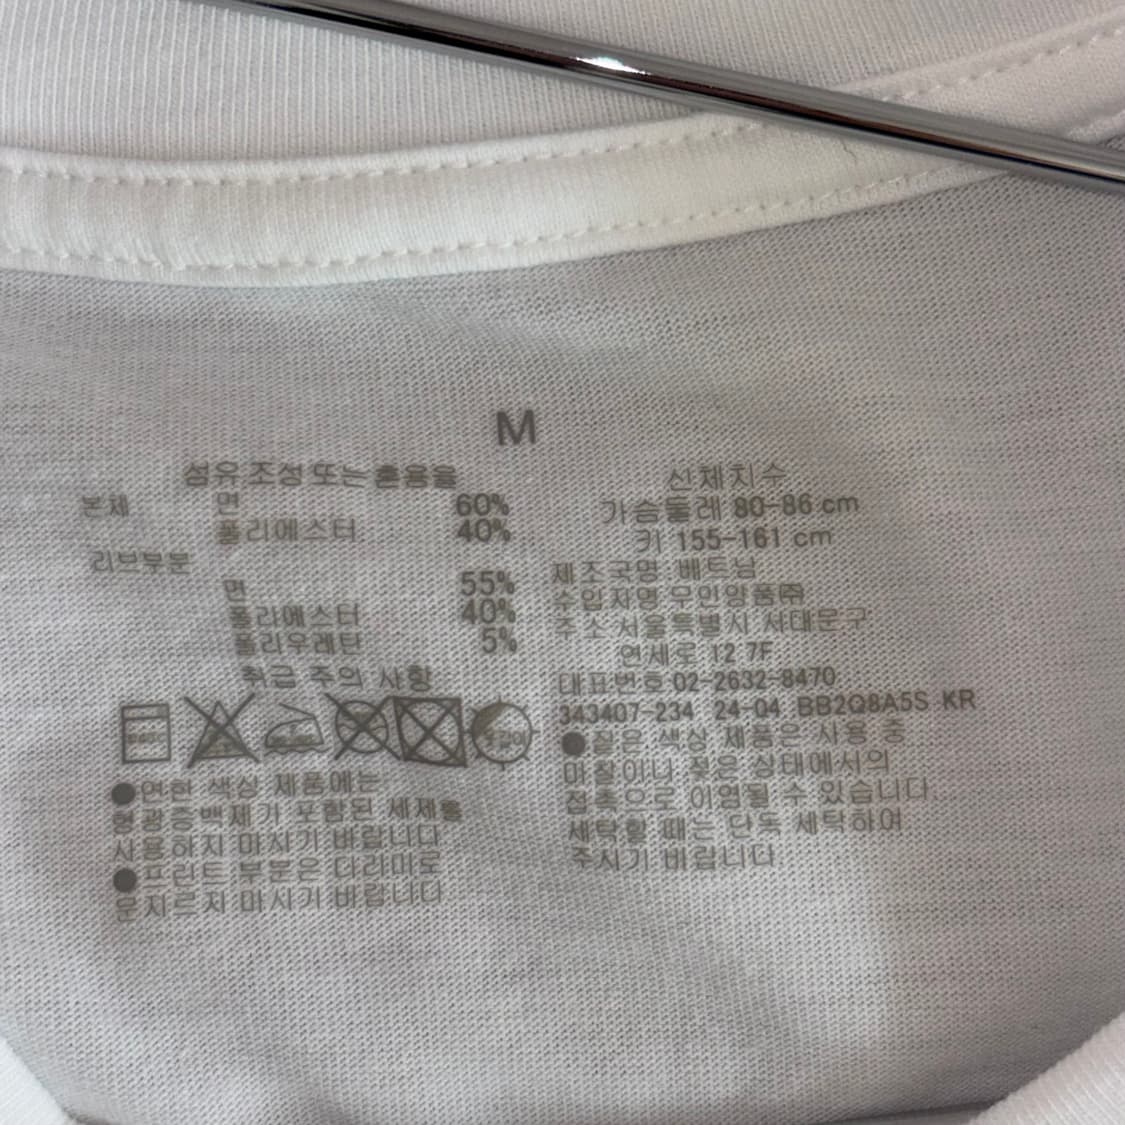 M
섬유 조성 또는 혼용율
본체 면 60%
폴리에스터 40%
리브부분
면 55%
폴리에스터 40%
폴리우레탄 5%
취급 주의 사항
물갈이
●연한 색상 제품에는
형광증백제가 포함된 세제를
사용하지 마시기 바랍니다
●프린트 부분은 다리미로
문지르지 마시기 바랍니다
신체치수
가슴둘레 80-86 cm
키 155-161 cm
제조국명 베트남
수입자명 무인양품㈜
주소 서울특별시 서대문구
연세로 12 7F
대표번호 02-2632-8470
343407-234 24-04 BB2Q8A5S KR
●짙은 색상 제품은 사용 중
마찰이나 젖은 상태에서의
접촉으로 이염될 수 있습니다
세탁할 때는 단독 세탁하여
주시기 바랍니다